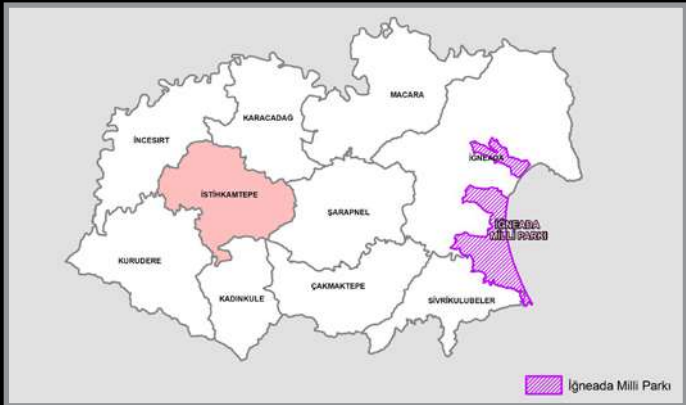 MACARA
KARACADAĞ
İNCESIRT
İĞNEADA
İSTİHKAMTEPE
ŞARAPNEL
İĞNEADA
MİLLİ PARKI
KURUDERE
ÇAKMAKTEPE
KADINKULE
SİVRİKULUBELER
İğneada Milli Parkı